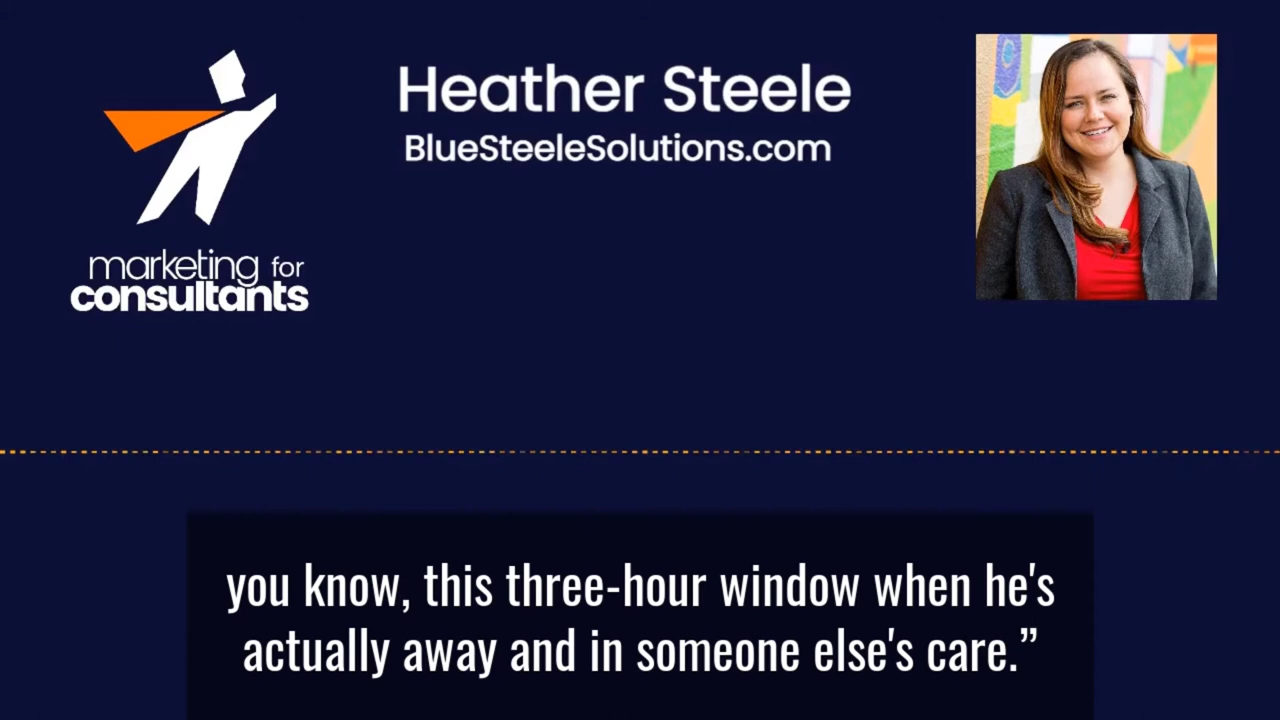 Heather Steele
BlueSteeleSolutions.com
marketing for
consultants
you know, this three-hour window when he's
actually away and in someone else's care.”